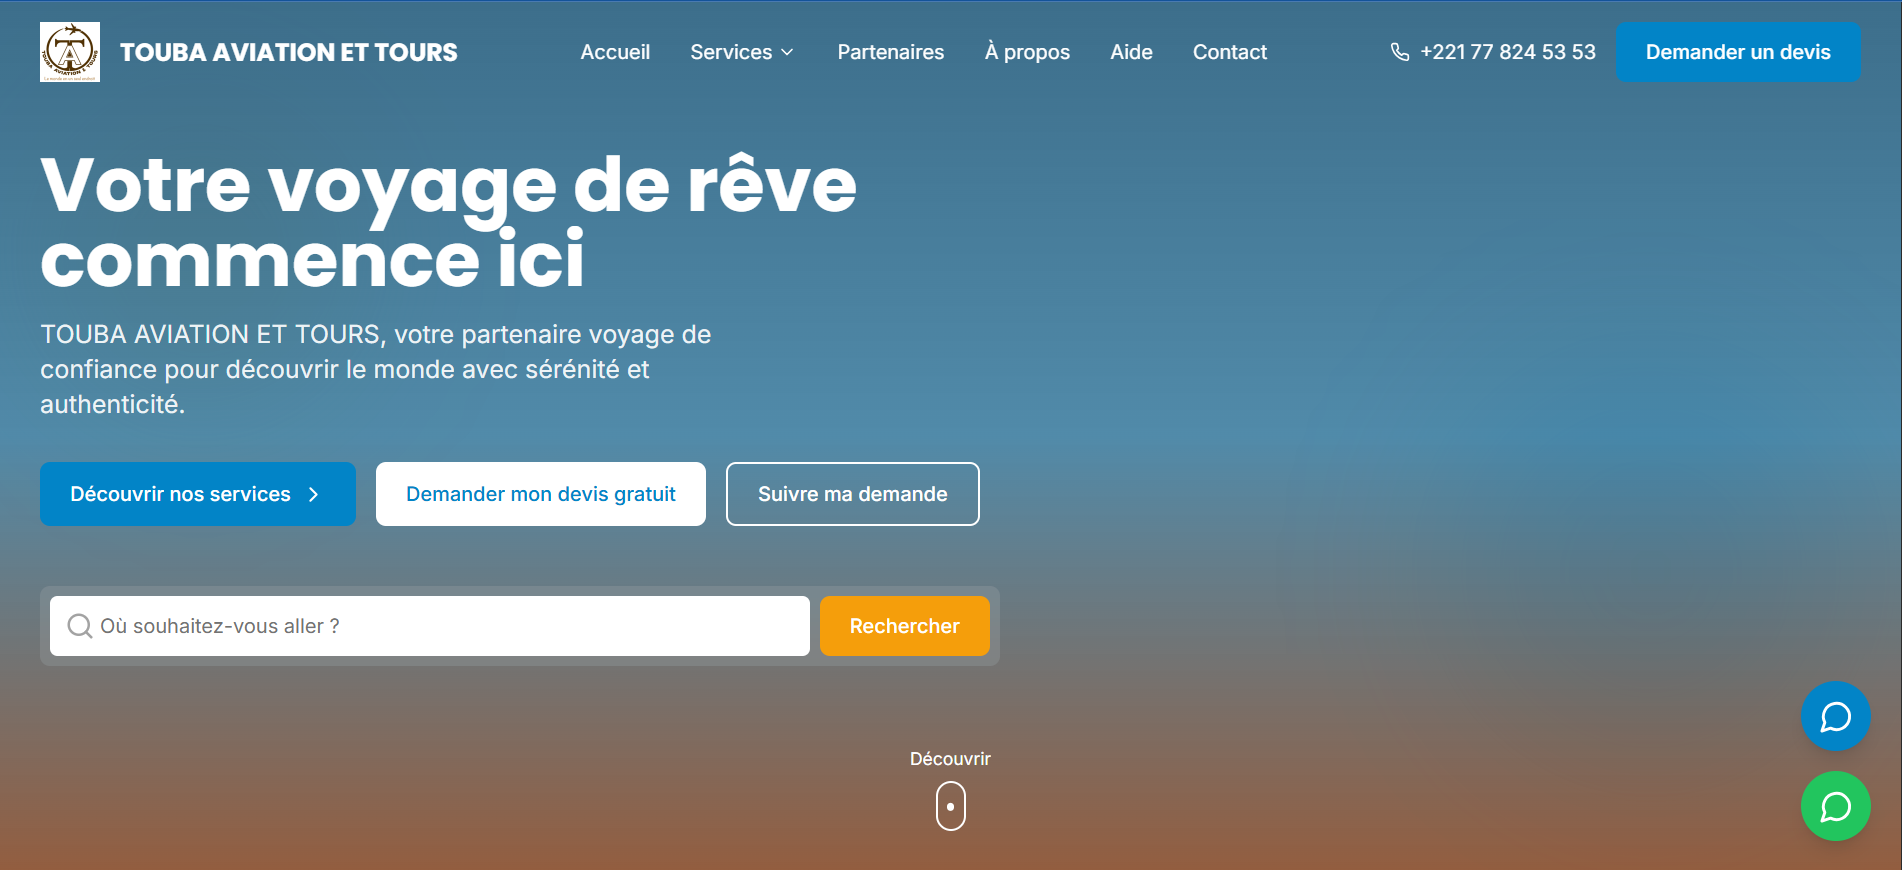 TOUBA AVIATION ET TOURS
Accueil
Services
Partenaires
À propos
Aide
Contact
+221 77 824 53 53
Demander un devis
Votre voyage de rêve
commence ici
TOUBA AVIATION ET TOURS, votre partenaire voyage de
confiance pour découvrir le monde avec sérénité et
authenticité.
Découvrir nos services
Demander mon devis gratuit
Suivre ma demande
Où souhaitez-vous aller ?
Rechercher
Découvrir